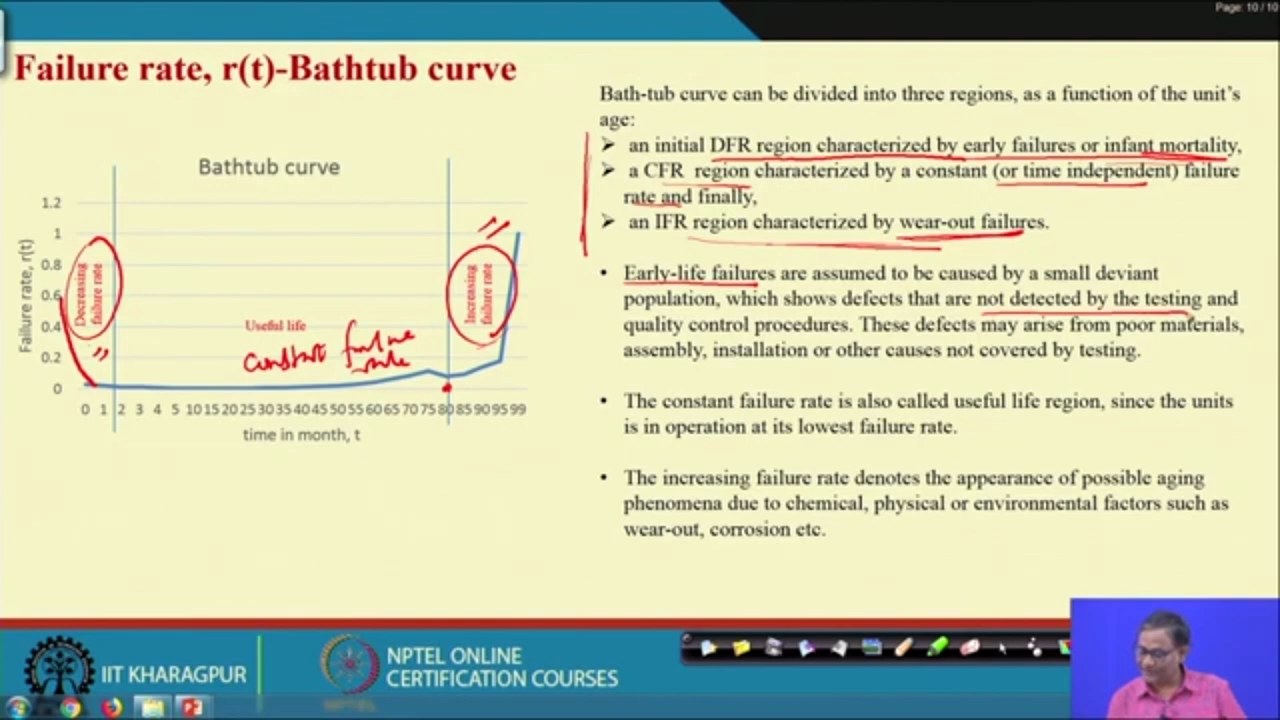 Page: 10 / 10
Failure rate, r(t)-Bathtub curve
Bathtub curve
1.2
1
0.8
0.6
0.4
0.2
0
Failure rate, r(t)
Decreasing
failure rate
Useful life
constant failure
rate
Increasing
failure rate
0 1 2 3 4 5 10 15 20 25 30 35 40 45 50 55 60 65 70 75 80 85 90 95 99
time in month, t
Bath-tub curve can be divided into three regions, as a function of the unit's
age:
➢ an initial DFR region characterized by early failures or infant mortality,
➢ a CFR region characterized by a constant (or time independent) failure
rate and finally,
➢ an IFR region characterized by wear-out failures.
• Early-life failures are assumed to be caused by a small deviant
population, which shows defects that are not detected by the testing and
quality control procedures. These defects may arise from poor materials,
assembly, installation or other causes not covered by testing.
• The constant failure rate is also called useful life region, since the units
is in operation at its lowest failure rate.
• The increasing failure rate denotes the appearance of possible aging
phenomena due to chemical, physical or environmental factors such as
wear-out, corrosion etc.
IIT KHARAGPUR
NPTEL ONLINE
CERTIFICATION COURSES